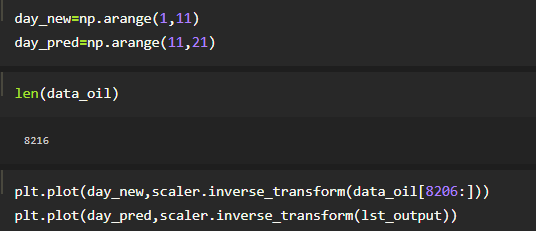 day_new=np.arange(1,11)
day_pred=np.arange(11,21)
len(data_oil)
8216
plt.plot(day_new,scaler.inverse_transform(data_oil[8206:]))
plt.plot(day_pred,scaler.inverse_transform(lst_output))